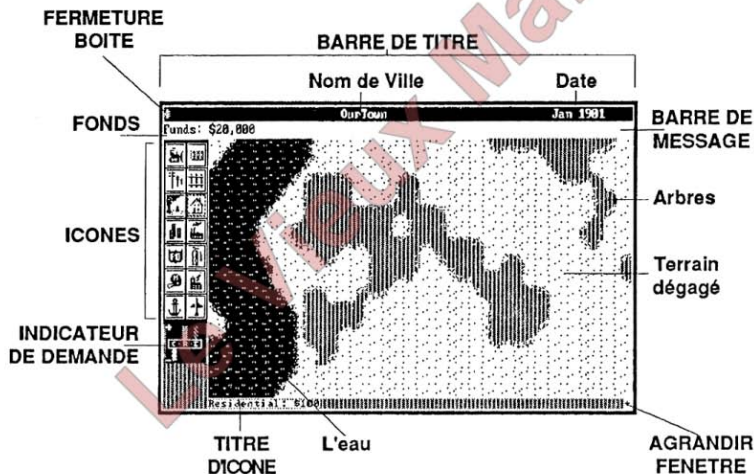 FERMETURE
BOITE
BARRE DE TITRE
Nom de Ville
Date
OurTown
Jan 1901
FONDS
Funds: $20,000
BARRE DE
MESSAGE
ICONES
Arbres
Terrain
dégagé
INDICATEUR
DE DEMANDE
Residential: $100
TITRE
D'ICONE
L'eau
AGRANDIR
FENETRE
Le Vieux Ma